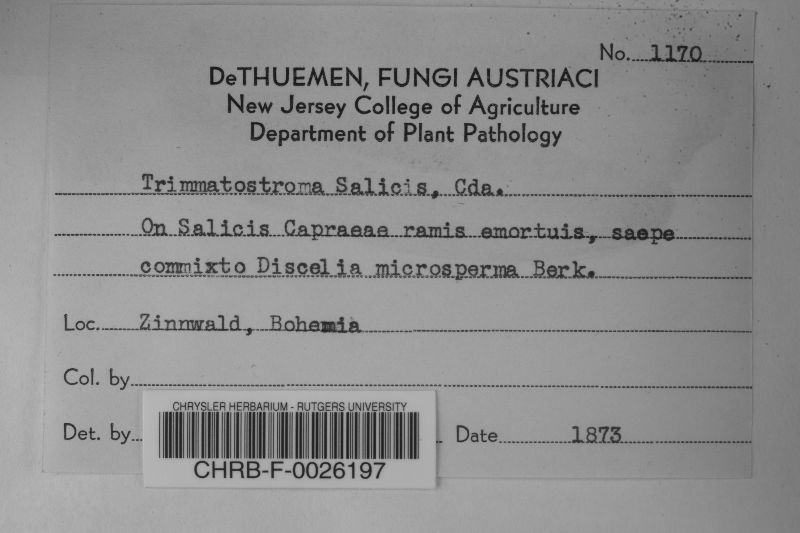 No. 1170
DeTHUEMEN, FUNGI AUSTRIACI
New Jersey College of Agriculture
Department of Plant Pathology
Trimmatostroma Salicis, Cda.
On Salicis Capraeae ramis emortuis, saepe
commixto Discelia microsperma Berk.
Loc. Zinnwald, Bohemia
Col. by
Det. by Date 1873
CHRYSLER HERBARIUM - RUTGERS UNIVERSITY
CHRB-F-0026197